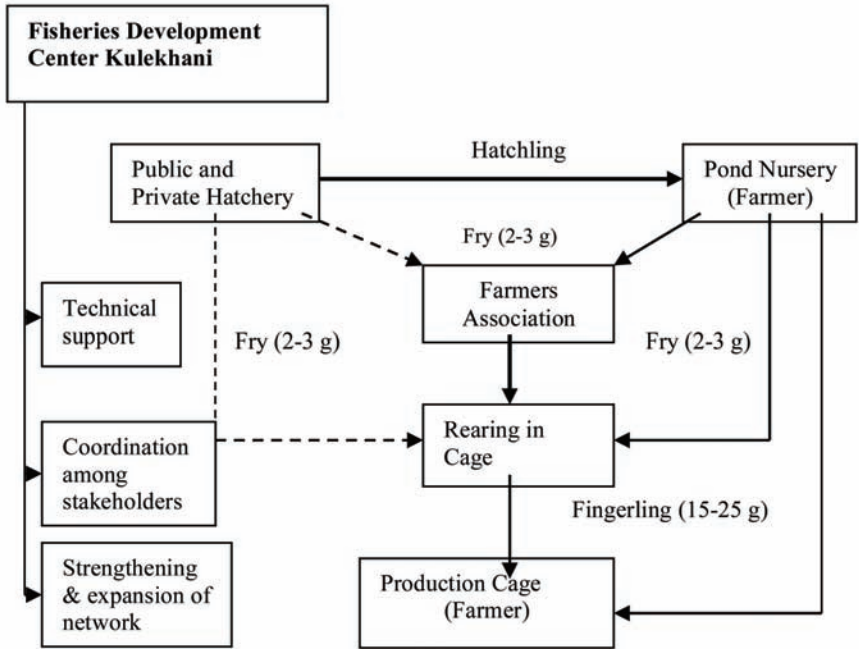 Fisheries Development
Center Kulekhani
Hatchling
Public and
Private Hatchery
Pond Nursery
(Farmer)
Fry (2-3 g)
Farmers
Association
Technical
support
Fry (2-3 g)
Fry (2-3 g)
Rearing in
Cage
Coordination
among
stakeholders
Fingerling (15-25 g)
Strengthening
& expansion of
network
Production Cage
(Farmer)